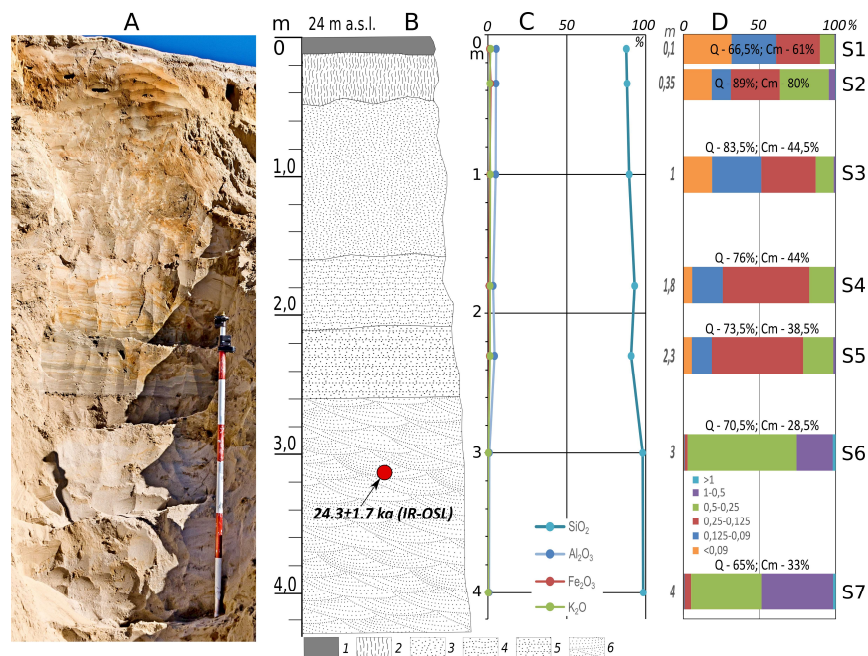 A
m
24 m a.s.l.
B
0
1,0
2,0
3,0
4,0
24.3±1.7 ka (IR-OSL)
1 2 3 4 5 6
0 C 50 100
%
0
m
1
2
3
4
SiO2
Al2O3
Fe2O3
K2O
0 D 50 100%
m
0,1 Q - 66,5%; Cm - 61% S1
0,35 Q 89%; Cm 80% S2
Q - 83,5%; Cm - 44,5%
1 S3
Q - 76%; Cm - 44%
1,8 S4
Q - 73,5%; Cm - 38,5%
2,3 S5
Q - 70,5%; Cm - 28,5%
3 S6
>1
1-0,5
0,5-0,25
0,25-0,125
0,125-0,09
<0,09
Q - 65%; Cm - 33%
4 S7